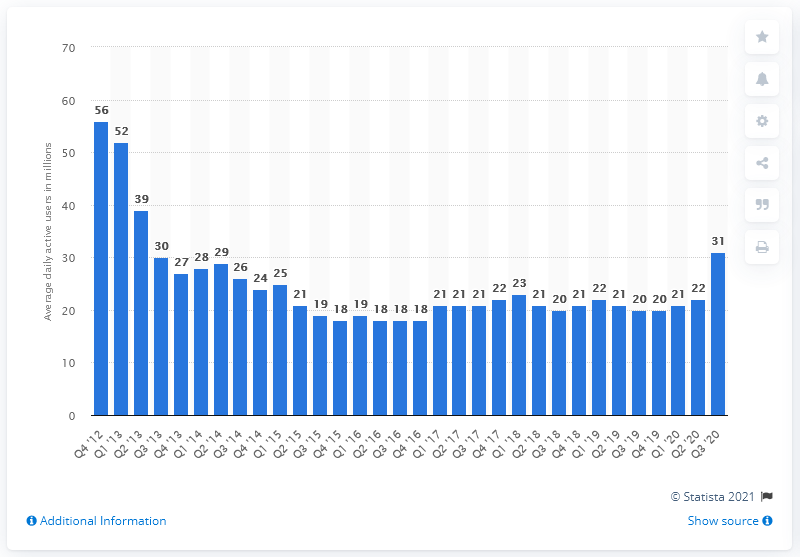 70
60
50
40
30
20
10
0
Average daily active users in millions
56
52
39
30
27
28
29
26
24
25
21
19
18
19
18
18
18
21
21
21
22
23
21
20
21
22
21
20
20
21
22
31
Q4 '12
Q1 '13
Q2 '13
Q3 '13
Q4 '13
Q1 '14
Q2 '14
Q3 '14
Q4 '14
Q1 '15
Q2 '15
Q3 '15
Q4 '15
Q1 '16
Q2 '16
Q3 '16
Q4 '16
Q1 '17
Q2 '17
Q3 '17
Q4 '17
Q1 '18
Q2 '18
Q3 '18
Q4 '18
Q1 '19
Q2 '19
Q3 '19
Q4 '19
Q1 '20
Q2 '20
Q3 '20
© Statista 2021
Additional Information
Show source